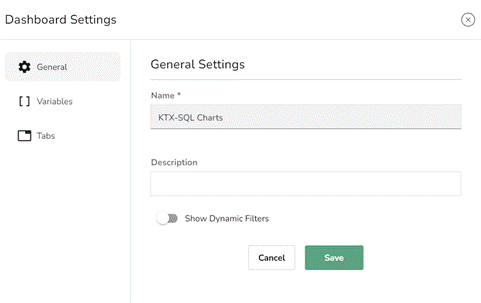 Dashboard Settings
General
Variables
Tabs
General Settings
Name *
KTX-SQL Charts
Description
Show Dynamic Filters
Cancel
Save